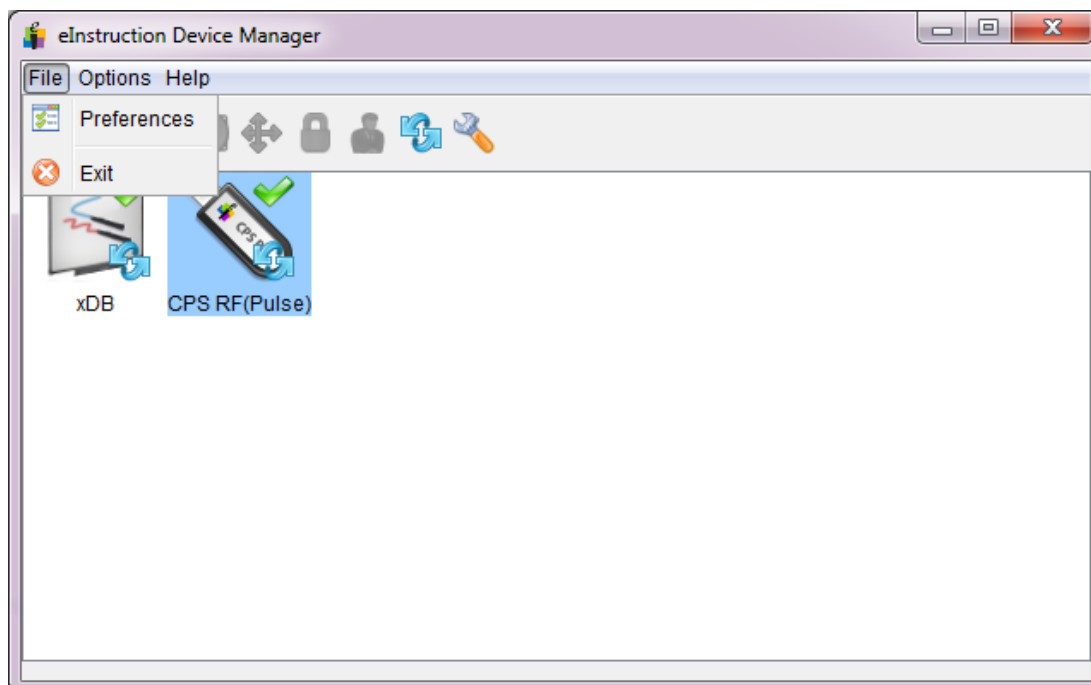 eInstruction Device Manager
File Options Help
Preferences
Exit
xDB
CPS RF(Pulse)